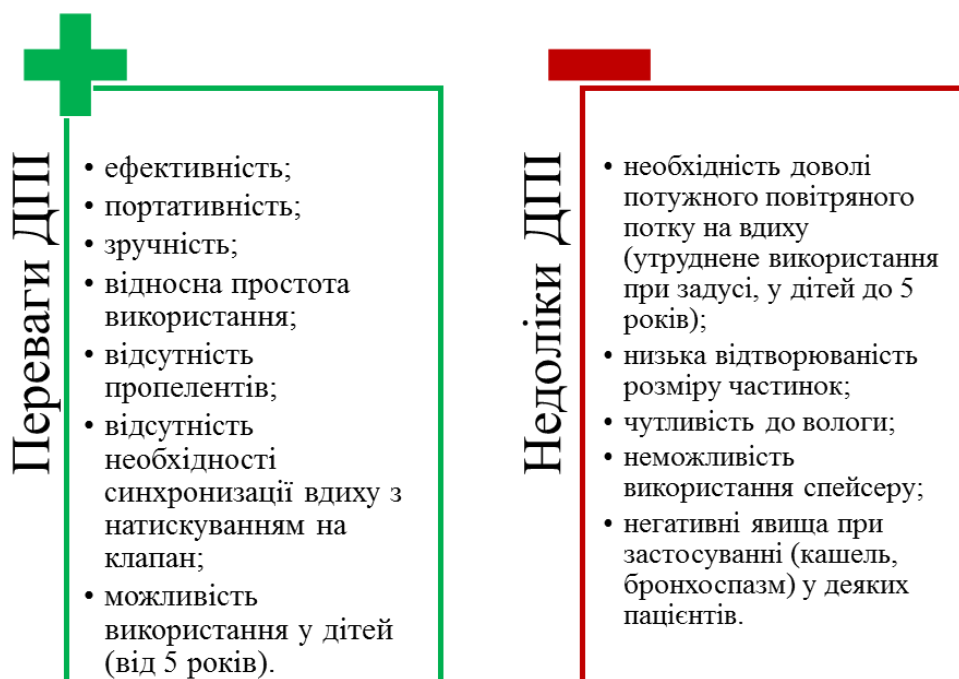 Переваги ДПІ
• ефективність;
• портативність;
• зручність;
• відносна простота
використання;
• відсутність
пропелентів;
• відсутність
необхідності
синхронизації вдиху з
натискуванням на
клапан;
• можливість
використання у дітей
(від 5 років).
Недоліки ДПІ
• необхідність доволі
потужного повітряного
потку на вдиху
(утруднене використання
при задусі, у дітей до 5
років);
• низька відтворюваність
розміру частинок;
• чутливість до вологи;
• неможливість
використання спейсеру;
• негативні явища при
застосуванні (кашель,
бронхоспазм) у деяких
пацієнтів.